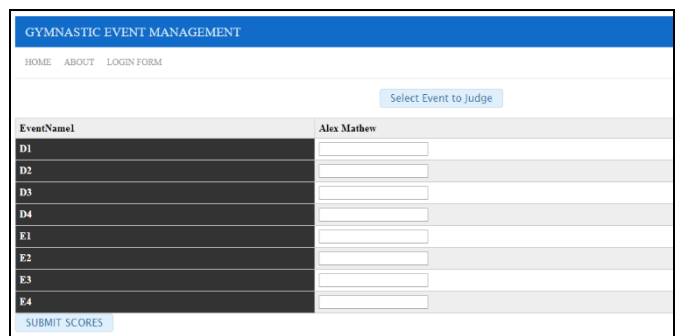 GYMNASTIC EVENT MANAGEMENT
HOME ABOUT LOGIN FORM
Select Event to Judge
EventName1 Alex Mathew
D1
D2
D3
D4
E1
E2
E3
E4
SUBMIT SCORES